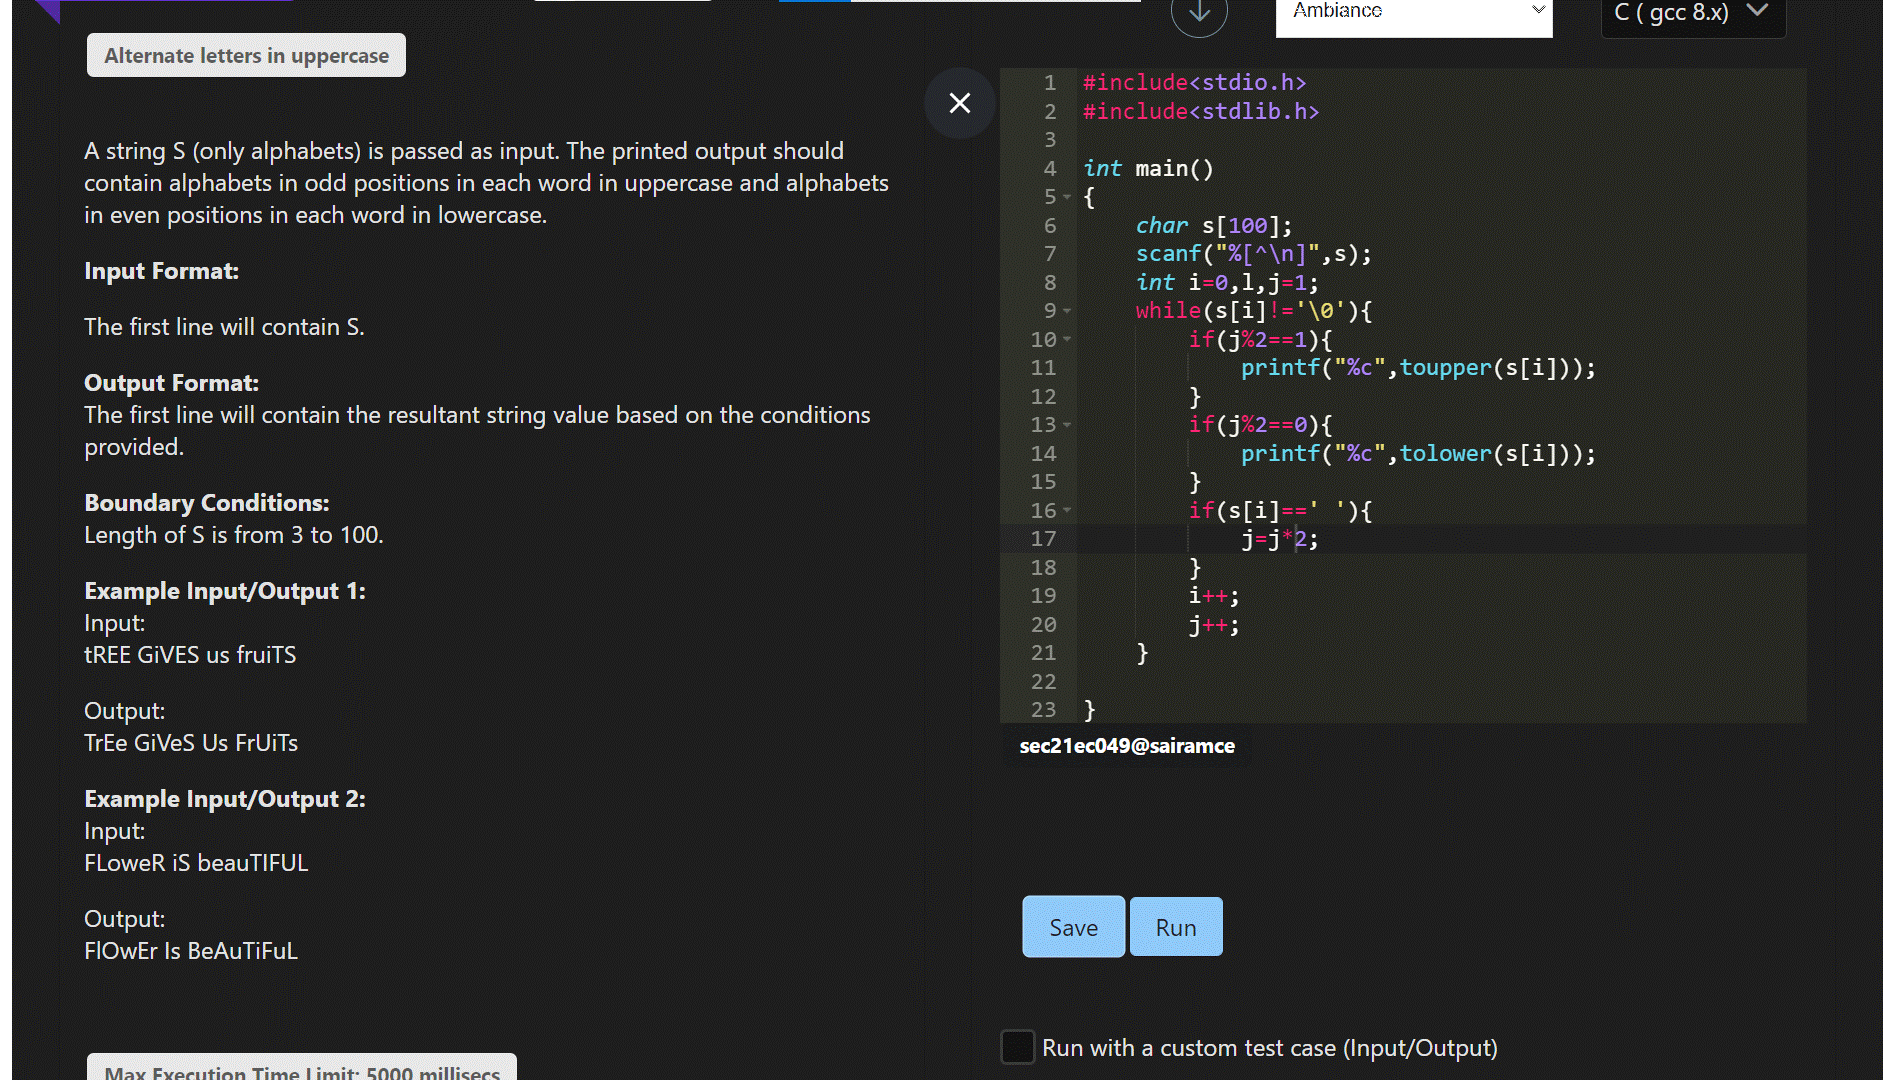 Ambiance
C ( gcc 8.x)
Alternate letters in uppercase
A string S (only alphabets) is passed as input. The printed output should
contain alphabets in odd positions in each word in uppercase and alphabets
in even positions in each word in lowercase.
Input Format:
The first line will contain S.
Output Format:
The first line will contain the resultant string value based on the conditions
provided.
Boundary Conditions:
Length of S is from 3 to 100.
Example Input/Output 1:
Input:
tREE GiVES us fruiTS
Output:
TrEe GiVeS Us FrUiTs
Example Input/Output 2:
Input:
FLoweR iS beauTIFUL
Output:
FlOwEr Is BeAuTiFuL
Max Execution Time Limit: 5000 millisecs
1 #include<stdio.h>
2 #include<stdlib.h>
3
4 int main()
5 {
6 char s[100];
7 scanf("%[^\n]",s);
8 int i=0,l,j=1;
9 while(s[i]!='\0'){
10 if(j%2==1){
11 printf("%c",toupper(s[i]));
12 }
13 if(j%2==0){
14 printf("%c",tolower(s[i]));
15 }
16 if(s[i]==' '){
17 j=j*2;
18 }
19 i++;
20 j++;
21 }
22
23 }
sec21ec049@sairamce
Save
Run
Run with a custom test case (Input/Output)